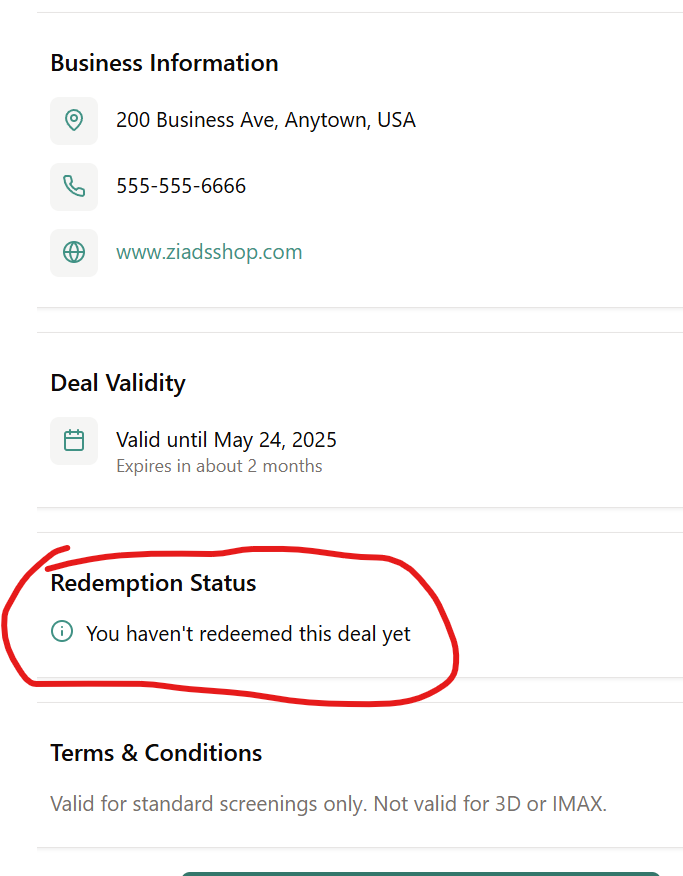 Business Information
200 Business Ave, Anytown, USA
555-555-6666
www.ziadsshop.com
Deal Validity
Valid until May 24, 2025
Expires in about 2 months
Redemption Status
You haven't redeemed this deal yet
Terms & Conditions
Valid for standard screenings only. Not valid for 3D or IMAX.